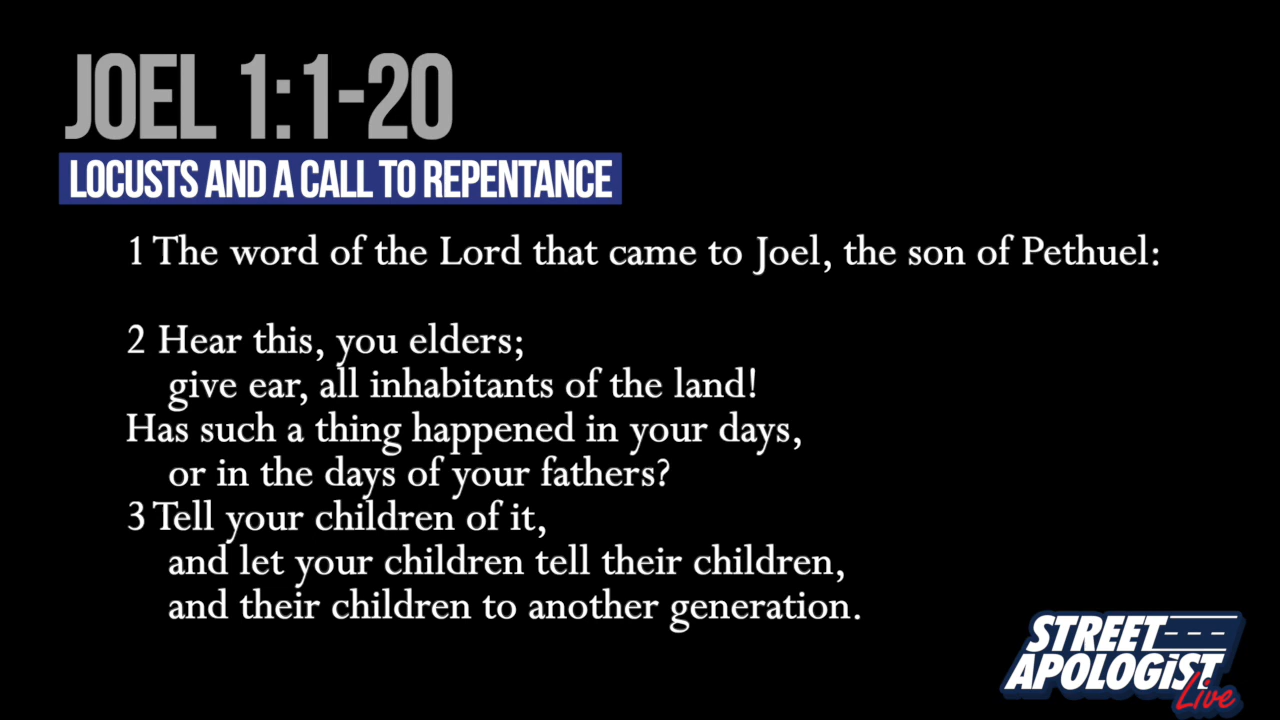 JOEL 1:1-20
LOCUSTS AND A CALL TO REPENTANCE
1 The word of the Lord that came to Joel, the son of Pethuel:
2 Hear this, you elders;
give ear, all inhabitants of the land!
Has such a thing happened in your days,
or in the days of your fathers?
3 Tell your children of it,
and let your children tell their children,
and their children to another generation.
STREET
APOLOGiST
Live